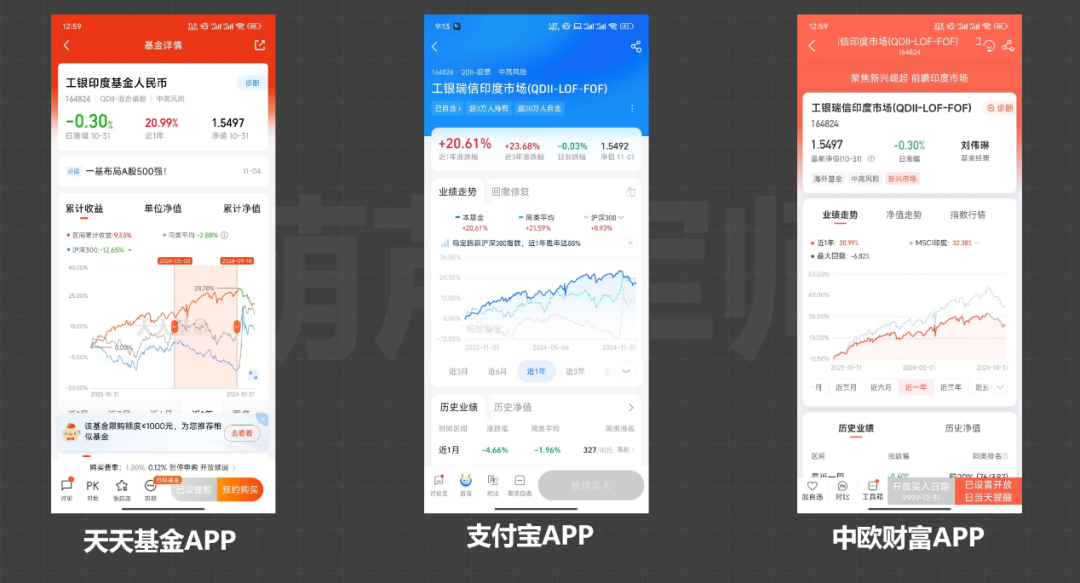 12:59
基金详情
工银印度基金人民币
诊断
164824 QDII-混合偏股 中高风险
-0.30%
20.99%
1.5497
日涨幅 10-31
近1年
净值 10-31
一基布局A股500强!
11-04
累计收益
单位净值
累计净值
区间累计收益:9.33%
同类平均:-2.88%
沪深300:-12.65%
2024-05-08
2024-09-18
40.00%
28.78%
25.00%
10.00%
0.00%
-5.00%
-20.00%
天天基金
2023-10-31
2024-10-31
该基金限购额度≤1000元,为您推荐相
似基金
去看看
购买费率:1.20% 0.12% 暂停申购 开放赎回
讨论
PK
对比
功能
已设提醒
预约购买
天天基金APP
9:13
164824 QDII-股票 中高风险
工银瑞信印度市场(QDII-LOF-FOF)
已自选
超3万人持有
超20万人自选
+20.61%
+23.68%
-0.03%
1.5492
近1年涨跌幅
近3年涨跌幅
日涨跌幅
净值 11-01
业绩走势
回撤修复
本基金
同类平均
沪深300
+20.61%
+21.59%
+8.93%
稳定跑赢沪深300指数,近1年胜率达88%
36.00%
24.00%
12.00%
0.00%
-12.00%
蚂蚁基金
2023-11-01
2024-05-06
2024-11-01
近3月
近6月
近1年
近3年
历史业绩
历史净值
时间区间
涨跌幅
同类平均
同类排名
近1月
-4.66%
-1.96%
327/405
讨论区
对比
取消自选
暂停买入
支付宝APP
12:59
信印度市场(QDII-LOF-FOF)
164824
聚焦新兴崛起 前瞻印度市场
工银瑞信印度市场(QDII-LOF-FOF)
诊断
164824
1.5497
-0.30%
刘伟琳
最新净值(10-31)
日涨幅
基金经理
海外基金
中高风险
新兴市场
业绩走势
净值走势
指数行情
近1年: 20.99%
MSCI印度: 32.38%
最大回撤: -6.82%
53.50%
40.00%
26.50%
13.00%
-0.50%
2023-10-31
2024-05-01
2024-10-31
月
近三月
近六月
近一年
近三年
近五
历史业绩
历史净值
区间
涨跌幅
同类排名
加自选
对比
工具箱
开放买入日期
9999-12-31
已设置开放
日当天提醒
中欧财富APP